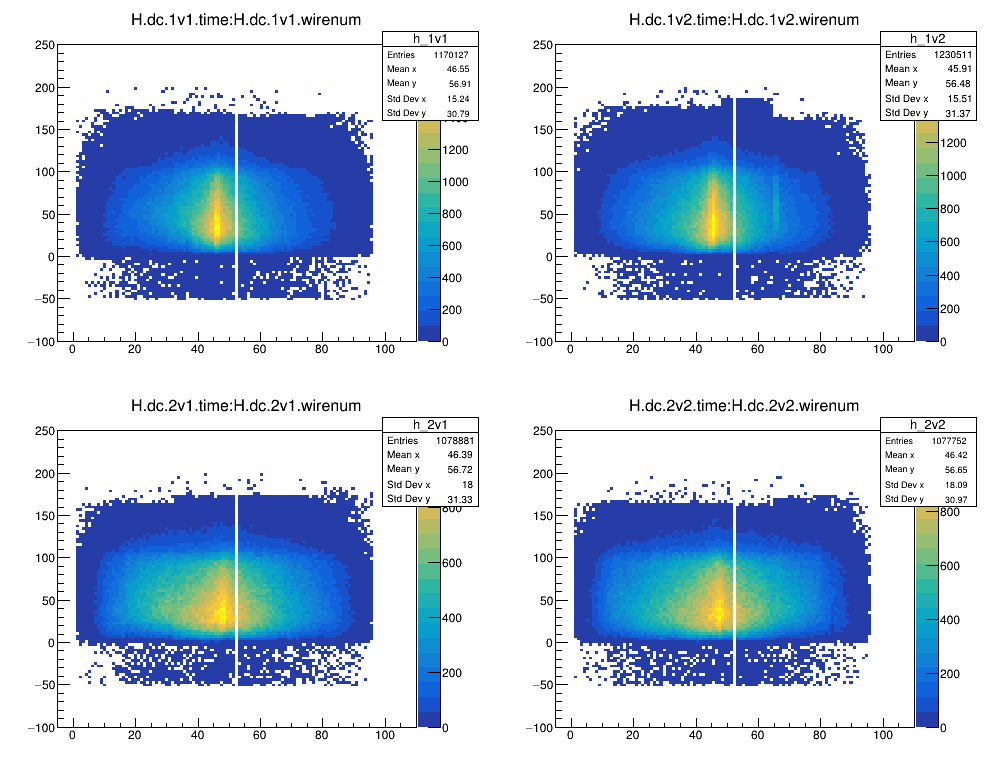 H.dc.1v1.time:H.dc.1v1.wirenum
h_1v1
Entries 1170127
Mean x 46.55
Mean y 56.91
Std Dev x 15.24
Std Dev y 30.79
250
200
150
100
50
0
−50
−100
0 20 40 60 80 100
1400
1200
1000
800
600
400
200
0
H.dc.1v2.time:H.dc.1v2.wirenum
h_1v2
Entries 1230511
Mean x 45.91
Mean y 56.48
Std Dev x 15.51
Std Dev y 31.37
250
200
150
100
50
0
−50
−100
0 20 40 60 80 100
1200
1000
800
600
400
200
0
H.dc.2v1.time:H.dc.2v1.wirenum
h_2v1
Entries 1078881
Mean x 46.39
Mean y 56.72
Std Dev x 18
Std Dev y 31.33
250
200
150
100
50
0
−50
−100
0 20 40 60 80 100
800
600
400
200
0
H.dc.2v2.time:H.dc.2v2.wirenum
h_2v2
Entries 1077752
Mean x 46.42
Mean y 56.65
Std Dev x 18.09
Std Dev y 30.97
250
200
150
100
50
0
−50
−100
0 20 40 60 80 100
800
600
400
200
0